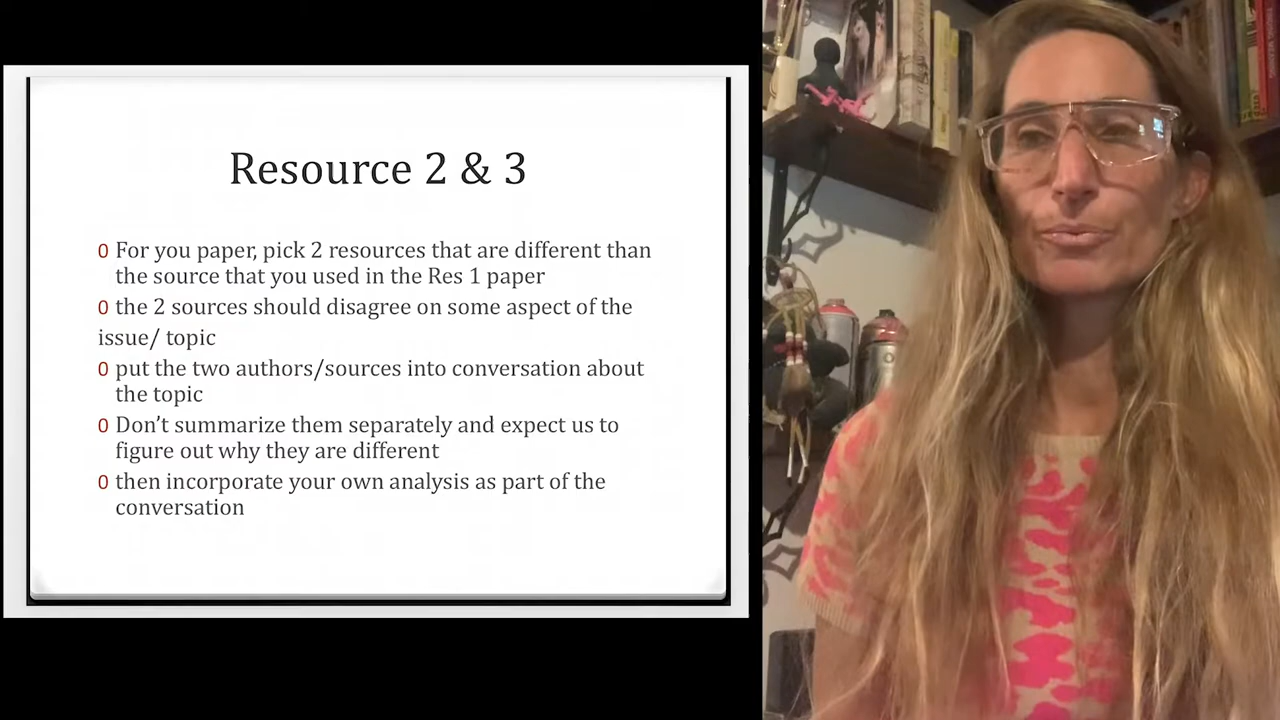 Resource 2 & 3
0 For you paper, pick 2 resources that are different than
the source that you used in the Res 1 paper
0 the 2 sources should disagree on some aspect of the
issue/ topic
0 put the two authors/sources into conversation about
the topic
0 Don’t summarize them separately and expect us to
figure out why they are different
0 then incorporate your own analysis as part of the
conversation